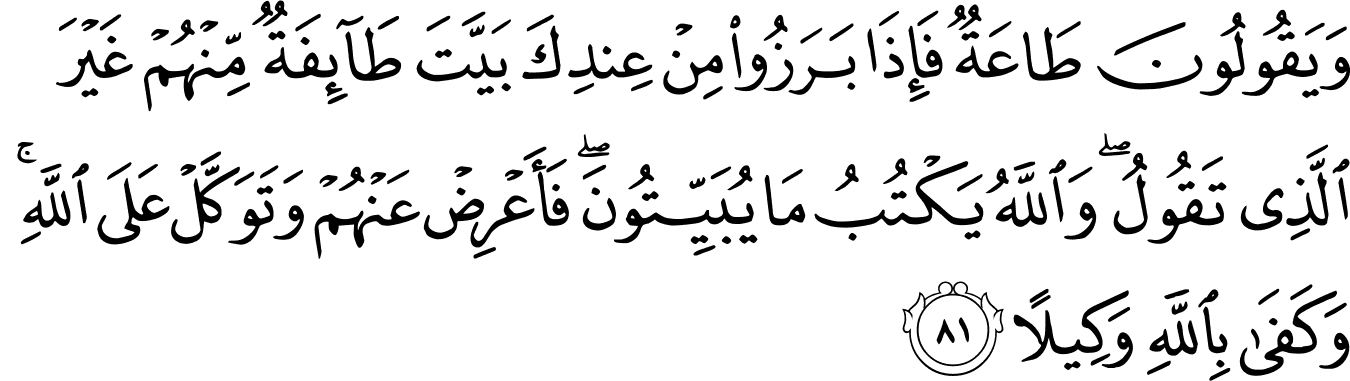 وَيَقُولُونَ طَاعَةٌ فَإِذَا بَرَزُوا۟ مِنْ عِندِكَ بَيَّتَ طَآئِفَةٌ مِّنْهُمْ غَيْرَ
ٱلَّذِى تَقُولُ ۖ وَٱللَّهُ يَكْتُبُ مَا يُبَيِّتُونَ ۖ فَأَعْرِضْ عَنْهُمْ وَتَوَكَّلْ عَلَى ٱللَّهِ ۚ
وَكَفَىٰ بِٱللَّهِ وَكِيلًا ٨١